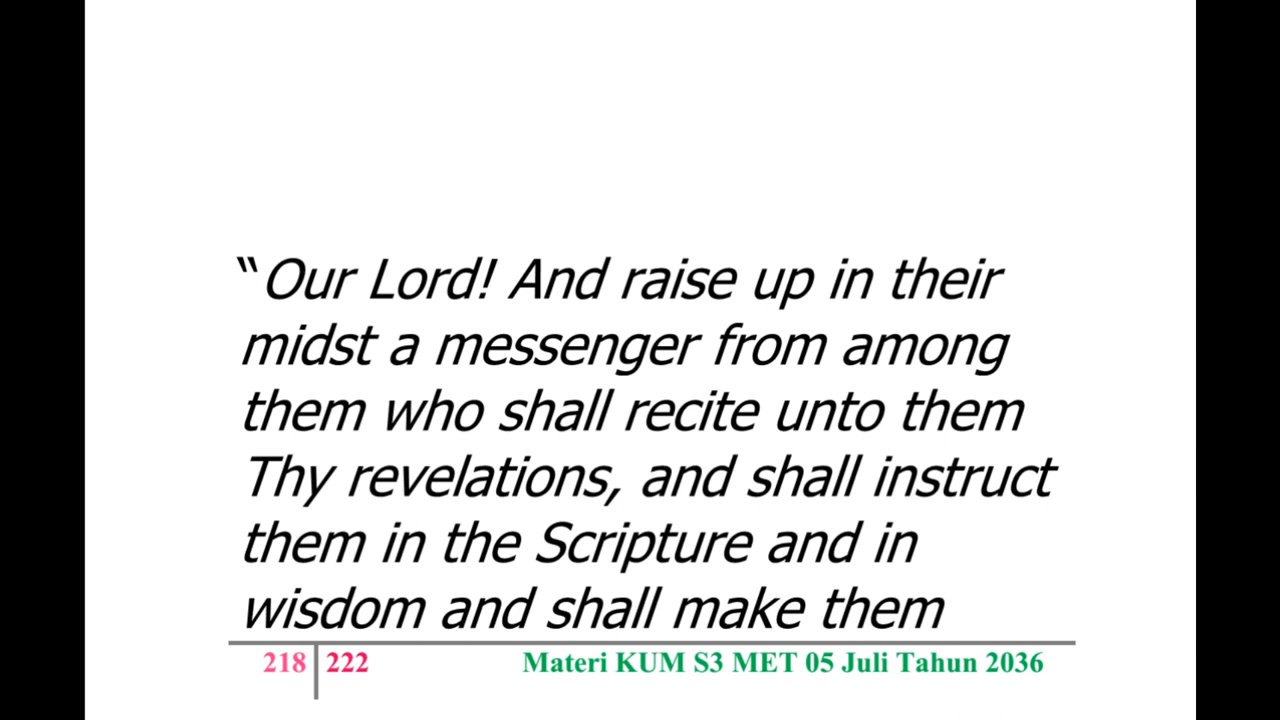 “Our Lord! And raise up in their
midst a messenger from among
them who shall recite unto them
Thy revelations, and shall instruct
them in the Scripture and in
wisdom and shall make them
218 222 Materi KUM S3 MET 05 Juli Tahun 2036